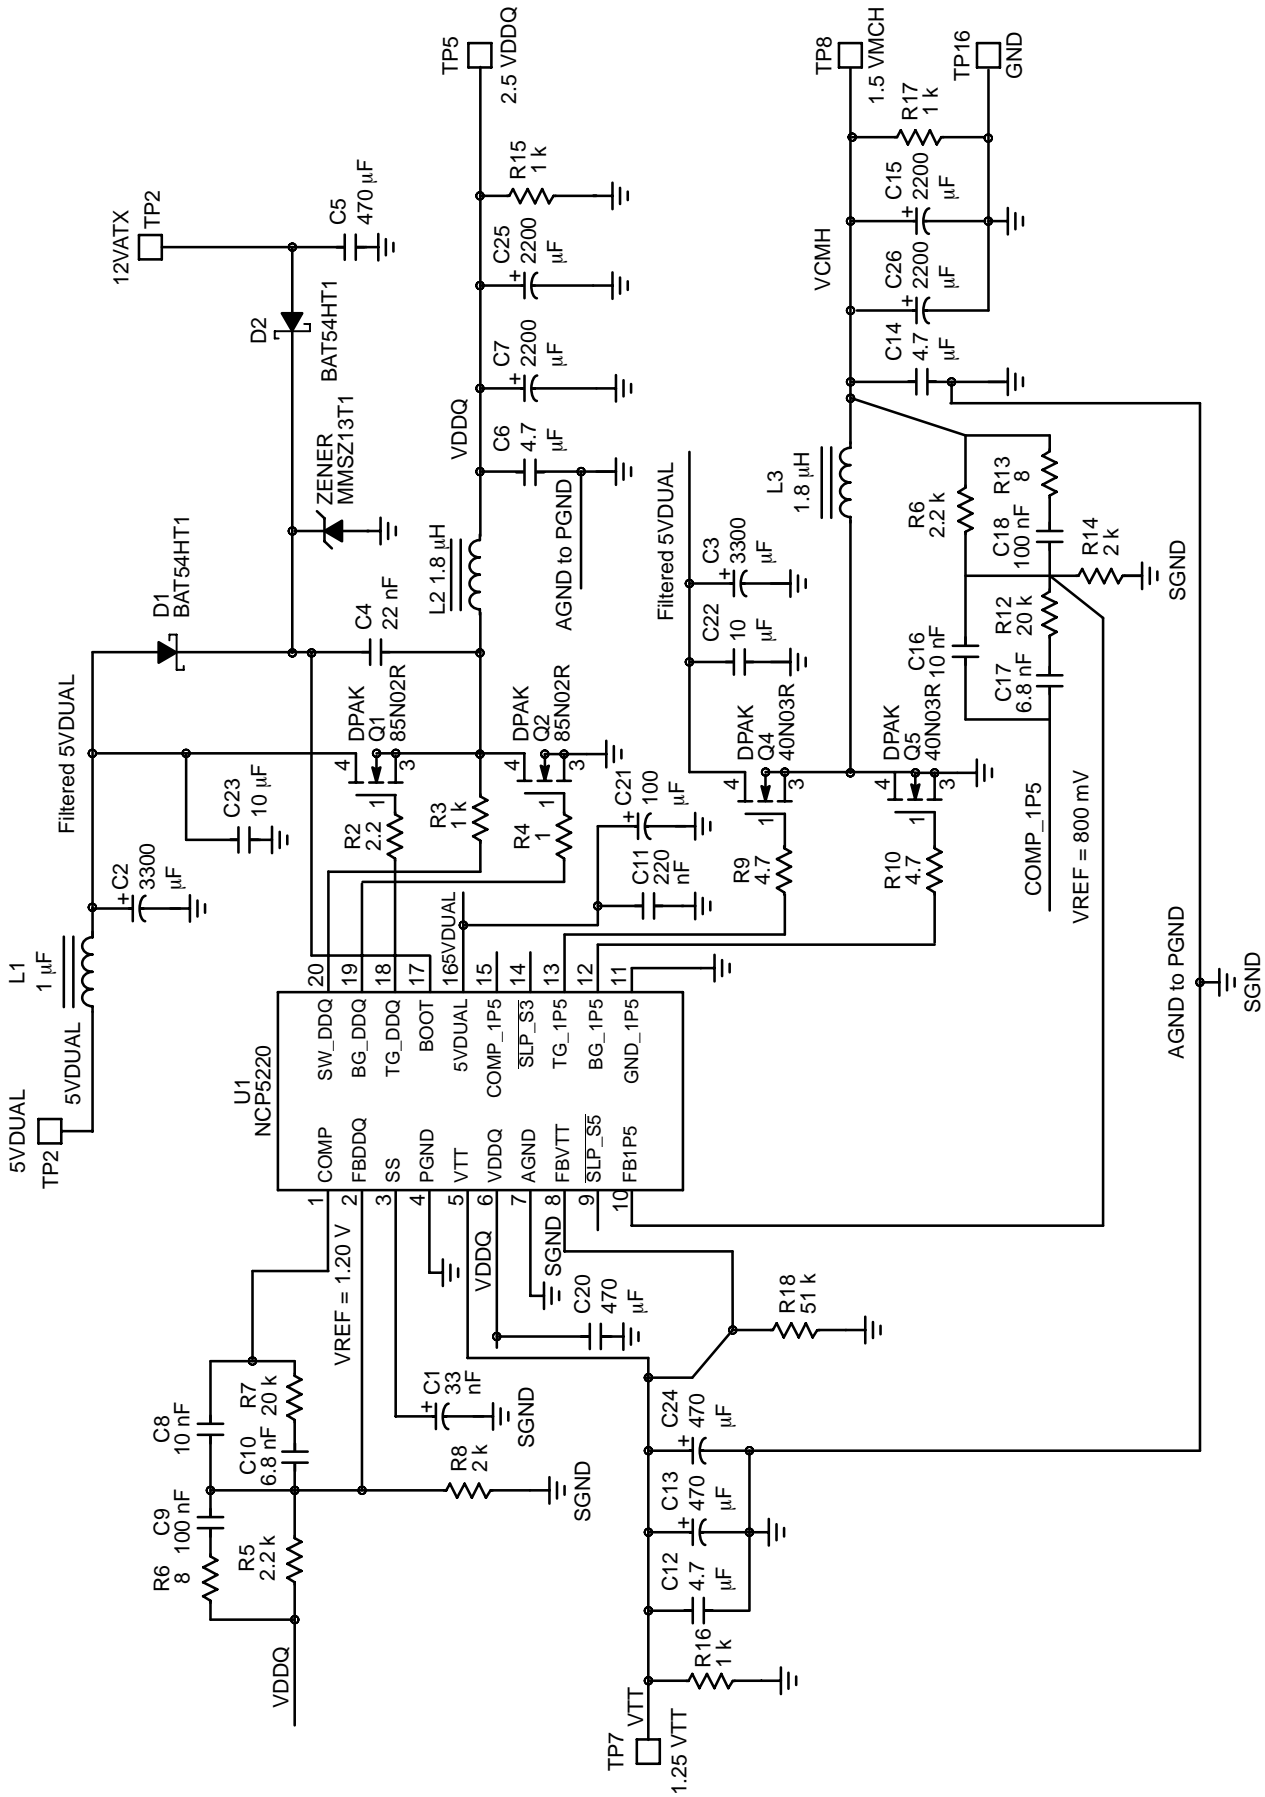 5VDUAL
TP2
5VDUAL
L1
1 µF
C2
3300
µF
Filtered 5VDUAL
C23
10 µF
D1
BAT54HT1
12VATX
TP2
D2
BAT54HT1
C5
470 µF
ZENER
MMSZ13T1
C4
22 nF
DPAK
Q1
85N02R
4
1
3
R2
2.2
R3
1 k
DPAK
Q2
85N02R
4
1
3
R4
1
L2 1.8 µH
VDDQ
C6
4.7
µF
AGND to PGND
C7
2200
µF
C25
2200
µF
R15
1 k
TP5
2.5 VDDQ
U1
NCP5220
1 COMP
2 FBDDQ
3 SS
4 PGND
5 VTT
6 VDDQ
7 AGND
8 FBVTT
9 SLP_S5
10 FB1P5
20 SW_DDQ
19 BG_DDQ
18 TG_DDQ
17 BOOT
16 5VDUAL
15 COMP_1P5
14 SLP_S3
13 TG_1P5
12 BG_1P5
11 GND_1P5
5VDUAL
C11
220
nF
C21
100
µF
Filtered 5VDUAL
C22
10
µF
C3
3300
µF
DPAK
Q4
40N03R
4
1
3
R9
4.7
DPAK
Q5
40N03R
4
1
3
R10
4.7
L3
1.8 µH
VCMH
C14
4.7
µF
C26
2200
µF
C15
2200
µF
R17
1 k
TP8
1.5 VMCH
TP16
GND
R6
2.2 k
C16
10 nF
C18
100 nF
R13
8
C17
6.8 nF
R12
20 k
R14
2 k
SGND
COMP_1P5
VREF = 800 mV
AGND to PGND
SGND
VREF = 1.20 V
C8
10 nF
R7
20 k
C10
6.8 nF
C9
100 nF
R6
8
R5
2.2 k
VDDQ
R8
2 k
SGND
C1
33
nF
SGND
VDDQ
SGND
C20
470
µF
R18
51 k
C24
470
µF
C13
470
µF
C12
4.7
µF
R16
1 k
VTT
TP7
1.25 VTT